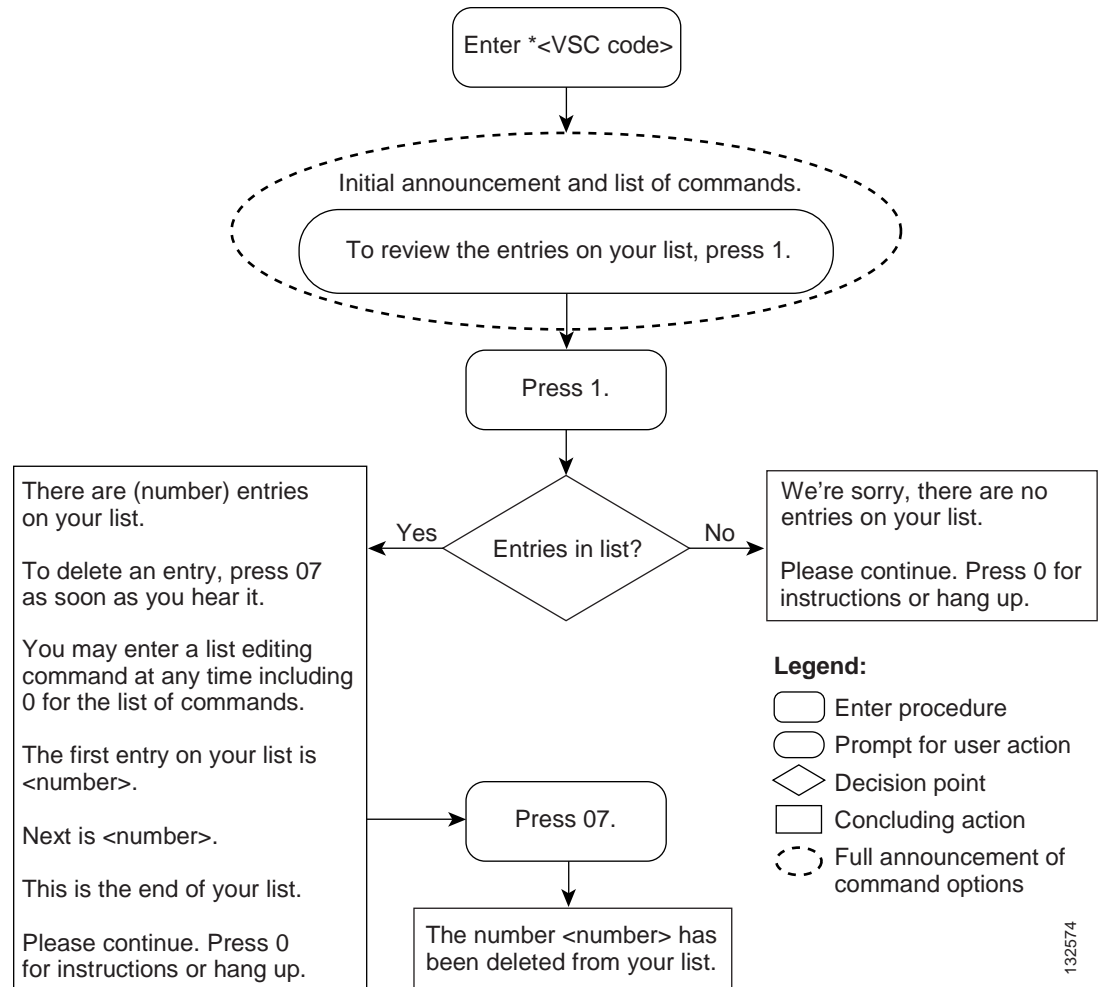 Enter *<VSC code>
Initial announcement and list of commands.
To review the entries on your list, press 1.
Press 1.
Entries in list?
Yes
No
There are (number) entries
on your list.
To delete an entry, press 07
as soon as you hear it.
You may enter a list editing
command at any time including
0 for the list of commands.
The first entry on your list is
<number>.
Next is <number>.
This is the end of your list.
Please continue. Press 0
for instructions or hang up.
We're sorry, there are no
entries on your list.
Please continue. Press 0 for
instructions or hang up.
Press 07.
The number <number> has
been deleted from your list.
Legend:
Enter procedure
Prompt for user action
Decision point
Concluding action
Full announcement of
command options
132574